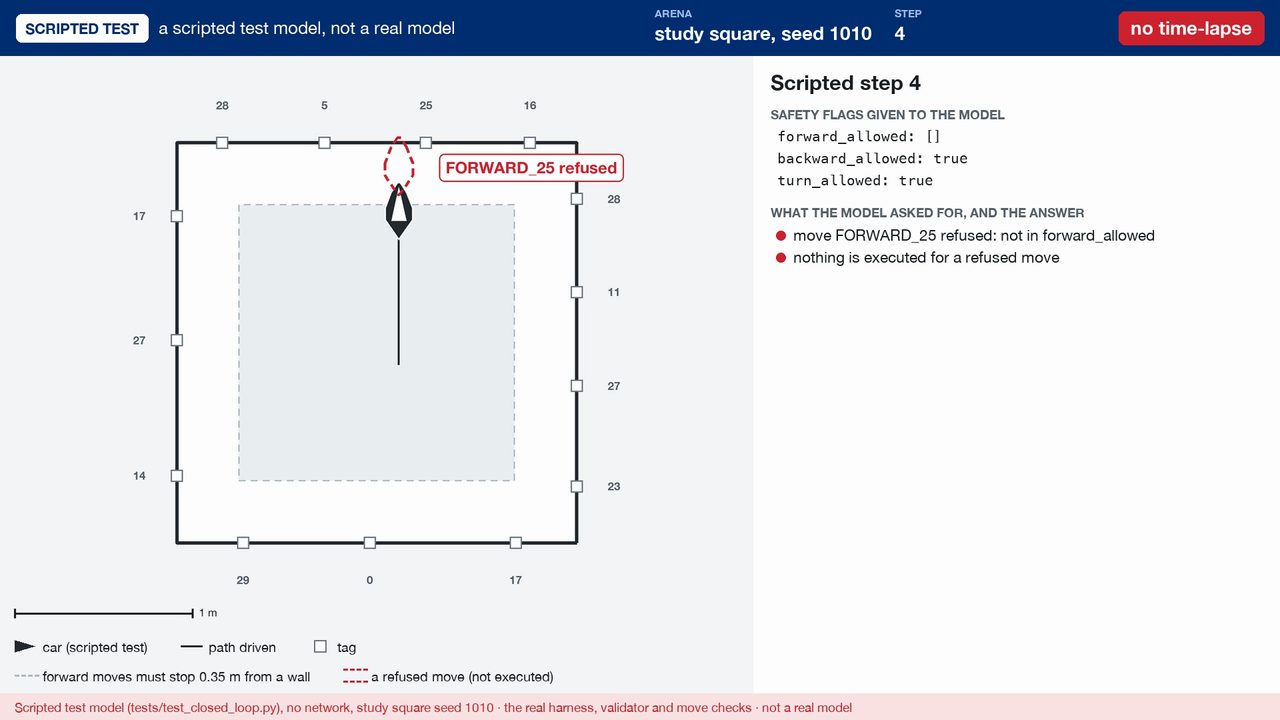 SCRIPTED TEST a scripted test model, not a real model
ARENA
study square, seed 1010
STEP
4
no time-lapse
28 5 25 16
FORWARD_25 refused
17
28
11
27
27
14
23
29 0 17
1 m
car (scripted test) path driven tag
forward moves must stop 0.35 m from a wall a refused move (not executed)
Scripted step 4
SAFETY FLAGS GIVEN TO THE MODEL
forward_allowed: []
backward_allowed: true
turn_allowed: true
WHAT THE MODEL ASKED FOR, AND THE ANSWER
move FORWARD_25 refused: not in forward_allowed
nothing is executed for a refused move
Scripted test model (tests/test_closed_loop.py), no network, study square seed 1010 · the real harness, validator and move checks · not a real model